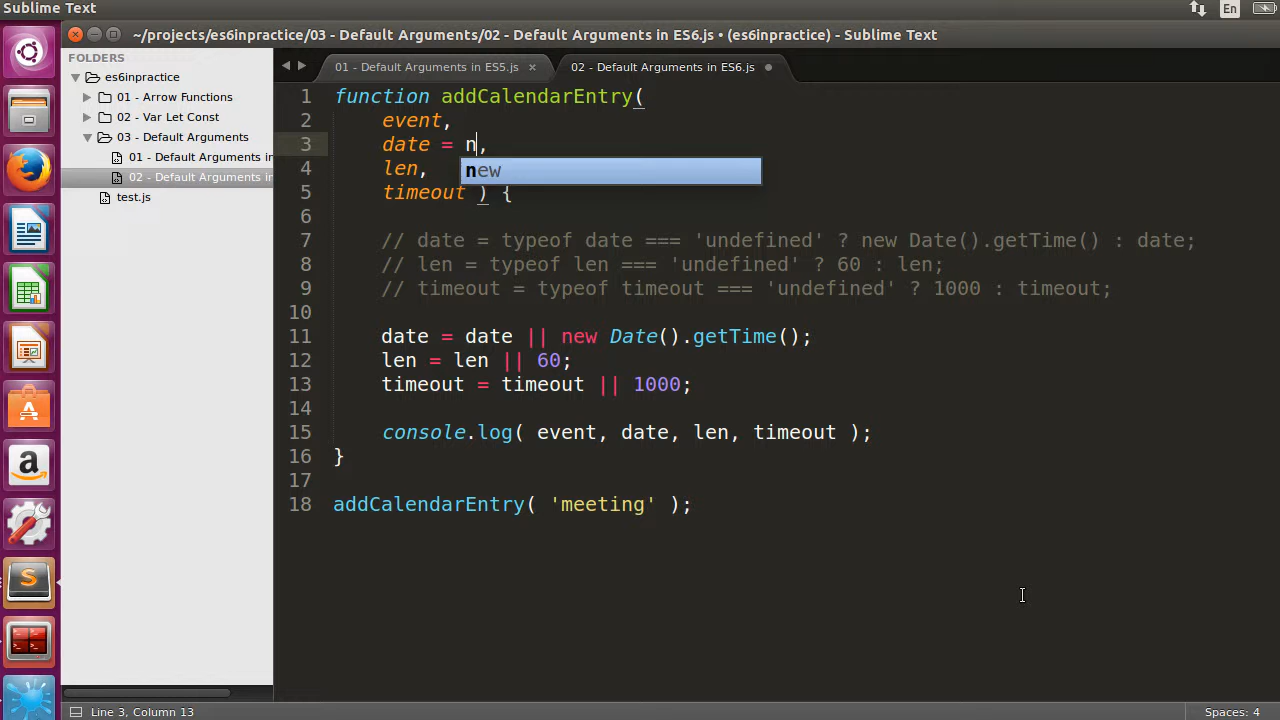 Sublime Text
En
~/projects/es6inpractice/03 - Default Arguments/02 - Default Arguments in ES6.js • (es6inpractice) - Sublime Text
FOLDERS
es6inpractice
01 - Arrow Functions
02 - Var Let Const
03 - Default Arguments
01 - Default Arguments in
02 - Default Arguments in
test.js
01 - Default Arguments in ES5.js ×
02 - Default Arguments in ES6.js
1 function addCalendarEntry(
2 event,
3 date = n,
new
4 len,
5 timeout ) {
6
7 // date = typeof date === 'undefined' ? new Date().getTime() : date;
8 // len = typeof len === 'undefined' ? 60 : len;
9 // timeout = typeof timeout === 'undefined' ? 1000 : timeout;
10
11 date = date || new Date().getTime();
12 len = len || 60;
13 timeout = timeout || 1000;
14
15 console.log( event, date, len, timeout );
16 }
17
18 addCalendarEntry( 'meeting' );
Line 3, Column 13
Spaces: 4